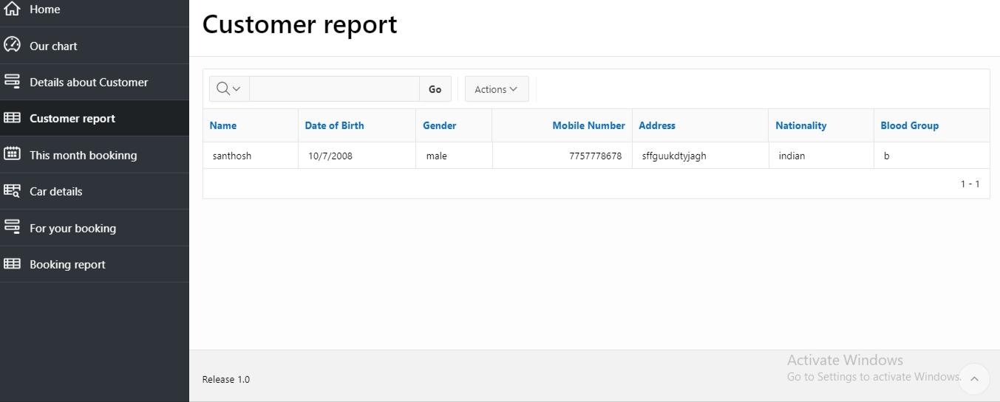 Home
Our chart
Details about Customer
Customer report
This month bookinng
Car details
For your booking
Booking report
Customer report
Go Actions
Name Date of Birth Gender Mobile Number Address Nationality Blood Group
santhosh 10/7/2008 male 7757778678 sffguukdtyjagh indian b
1 - 1
Release 1.0
Activate Windows
Go to Settings to activate Windows.